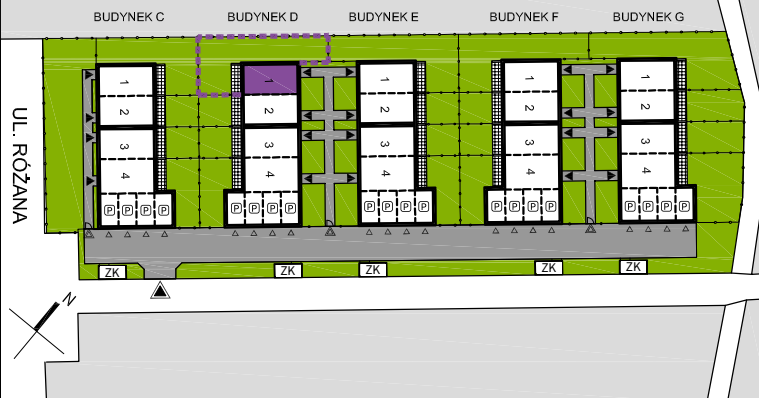 BUDYNEK C BUDYNEK D BUDYNEK E BUDYNEK F BUDYNEK G
1 1 1 1 1
2 2 2 2 2
3 3 3 3 3
4 4 4 4 4
P P P P P P P P P P P P P P P P P P P P
UL. RÓŻANA
ZK ZK ZK ZK ZK
N